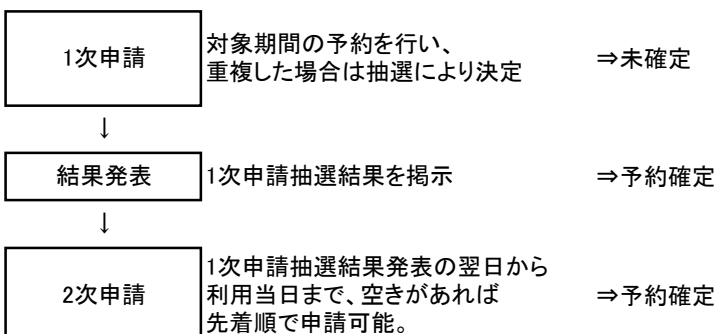 1次申請
対象期間の予約を行い、
重複した場合は抽選により決定
⇒未確定
↓
結果発表
1次申請抽選結果を掲示
⇒予約確定
↓
2次申請
1次申請抽選結果発表の翌日から
利用当日まで、空きがあれば
先着順で申請可能。
⇒予約確定